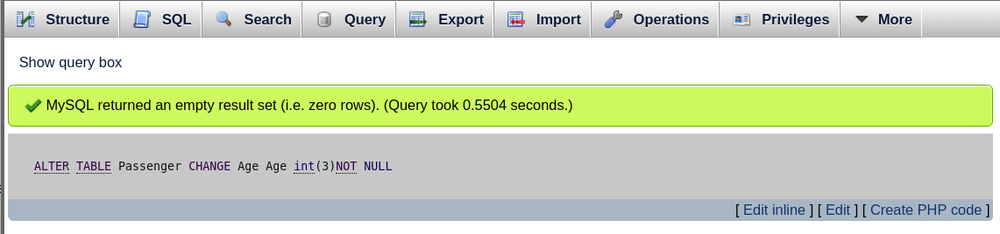 Structure SQL Search Query Export Import Operations Privileges More
Show query box
MySQL returned an empty result set (i.e. zero rows). (Query took 0.5504 seconds.)
ALTER TABLE Passenger CHANGE Age Age int(3)NOT NULL
[ Edit inline ] [ Edit ] [ Create PHP code ]